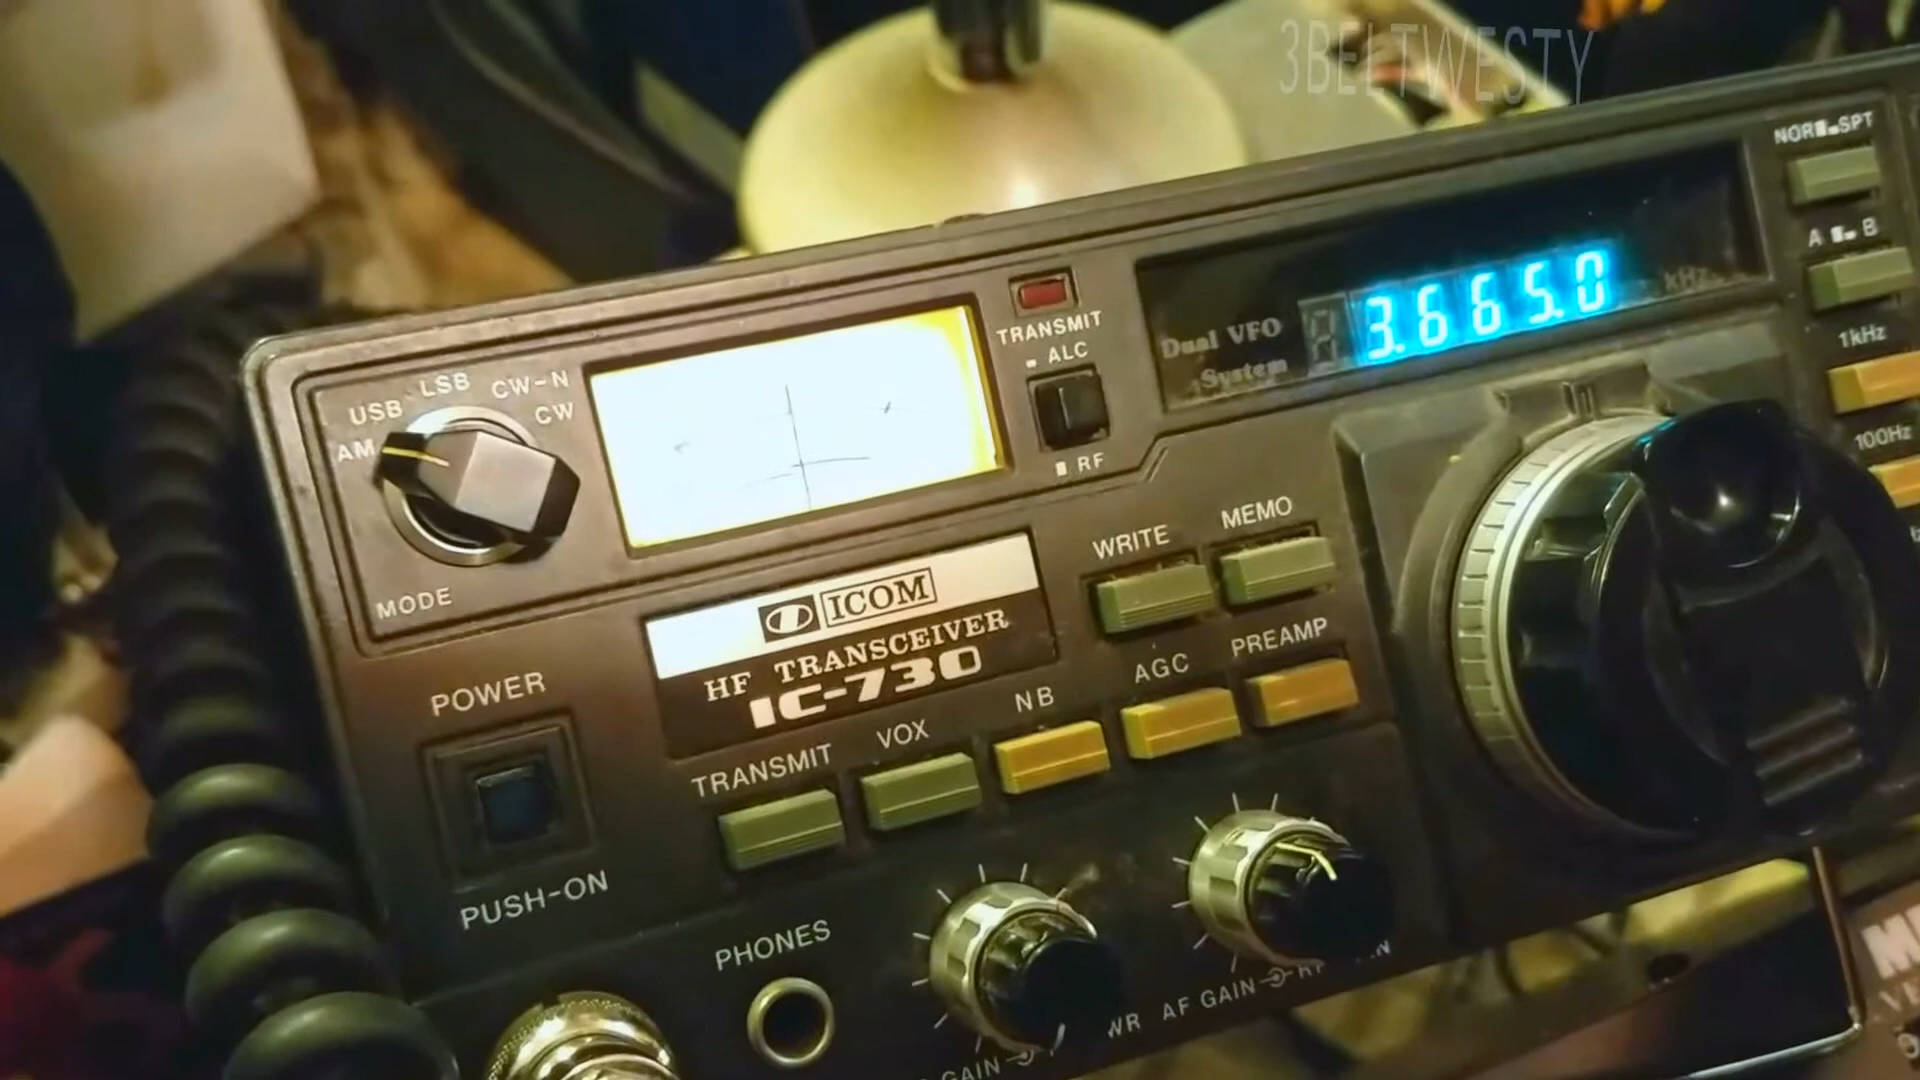 3BELTWESTY
NOR SPT
A B
1kHz
100Hz
TRANSMIT
ALC
RF
Dual VFO
System
3.665.0
kHz
AM
USB
LSB
CW-N
CW
MODE
ICOM
HF TRANSCEIVER
IC-730
WRITE
MEMO
POWER
PUSH-ON
TRANSMIT
VOX
NB
AGC
PREAMP
PHONES
GAIN
AF GAIN